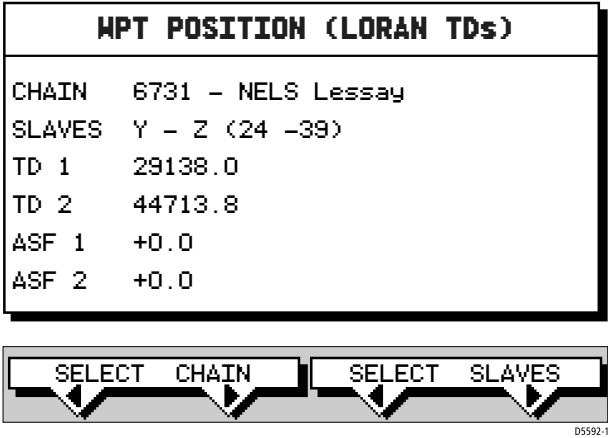 WPT POSITION (LORAN TDs)
CHAIN 6731 – NELS Lessay
SLAVES Y – Z (24 –39)
TD 1 29138.0
TD 2 44713.8
ASF 1 +0.0
ASF 2 +0.0
SELECT CHAIN SELECT SLAVES
D5592-1